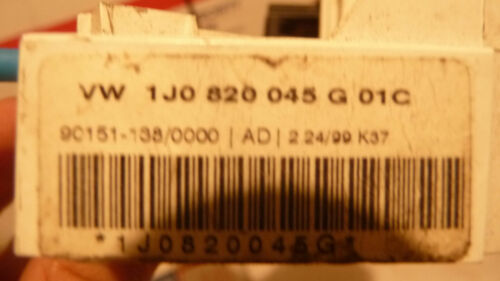 VW 1J0 820 045 G 01C
90151-138/0000 | AD | 2 24/99 K37
*1J0820045G*